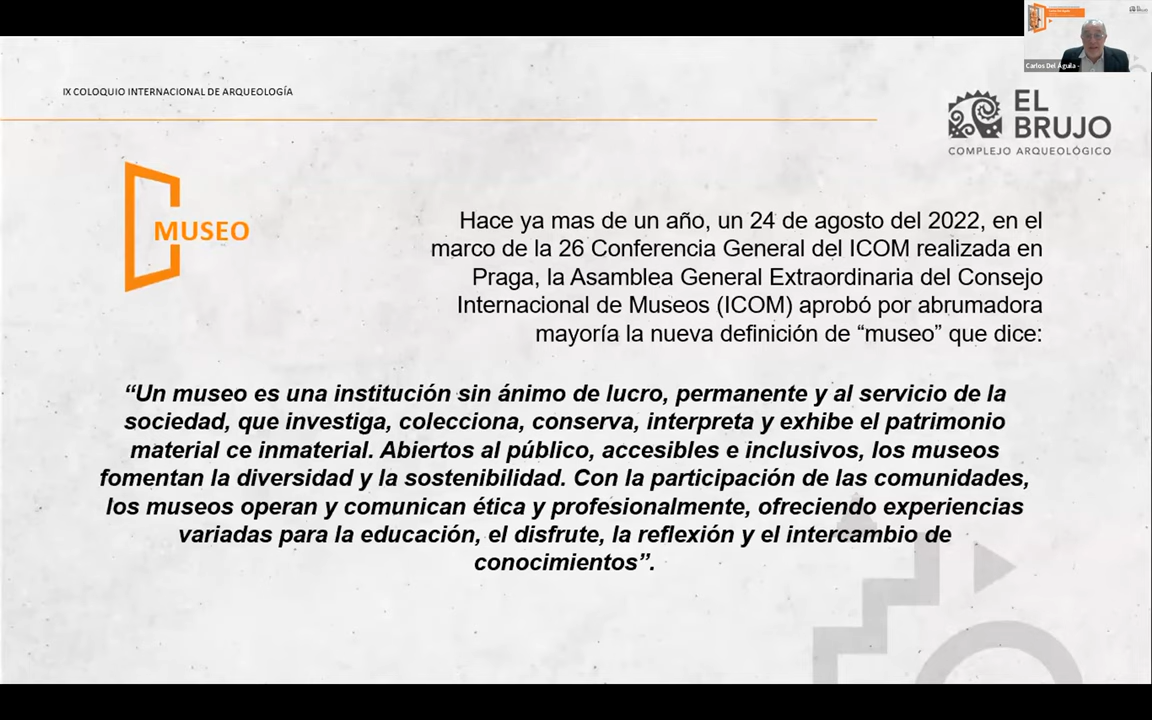 Carlos Del Águila -
IX COLOQUIO INTERNACIONAL DE ARQUEOLOGÍA
EL
BRUJO
COMPLEJO ARQUEOLÓGICO
MUSEO
Hace ya mas de un año, un 24 de agosto del 2022, en el
marco de la 26 Conferencia General del ICOM realizada en
Praga, la Asamblea General Extraordinaria del Consejo
Internacional de Museos (ICOM) aprobó por abrumadora
mayoría la nueva definición de “museo” que dice:
“Un museo es una institución sin ánimo de lucro, permanente y al servicio de la
sociedad, que investiga, colecciona, conserva, interpreta y exhibe el patrimonio
material ce inmaterial. Abiertos al público, accesibles e inclusivos, los museos
fomentan la diversidad y la sostenibilidad. Con la participación de las comunidades,
los museos operan y comunican ética y profesionalmente, ofreciendo experiencias
variadas para la educación, el disfrute, la reflexión y el intercambio de
conocimientos”.